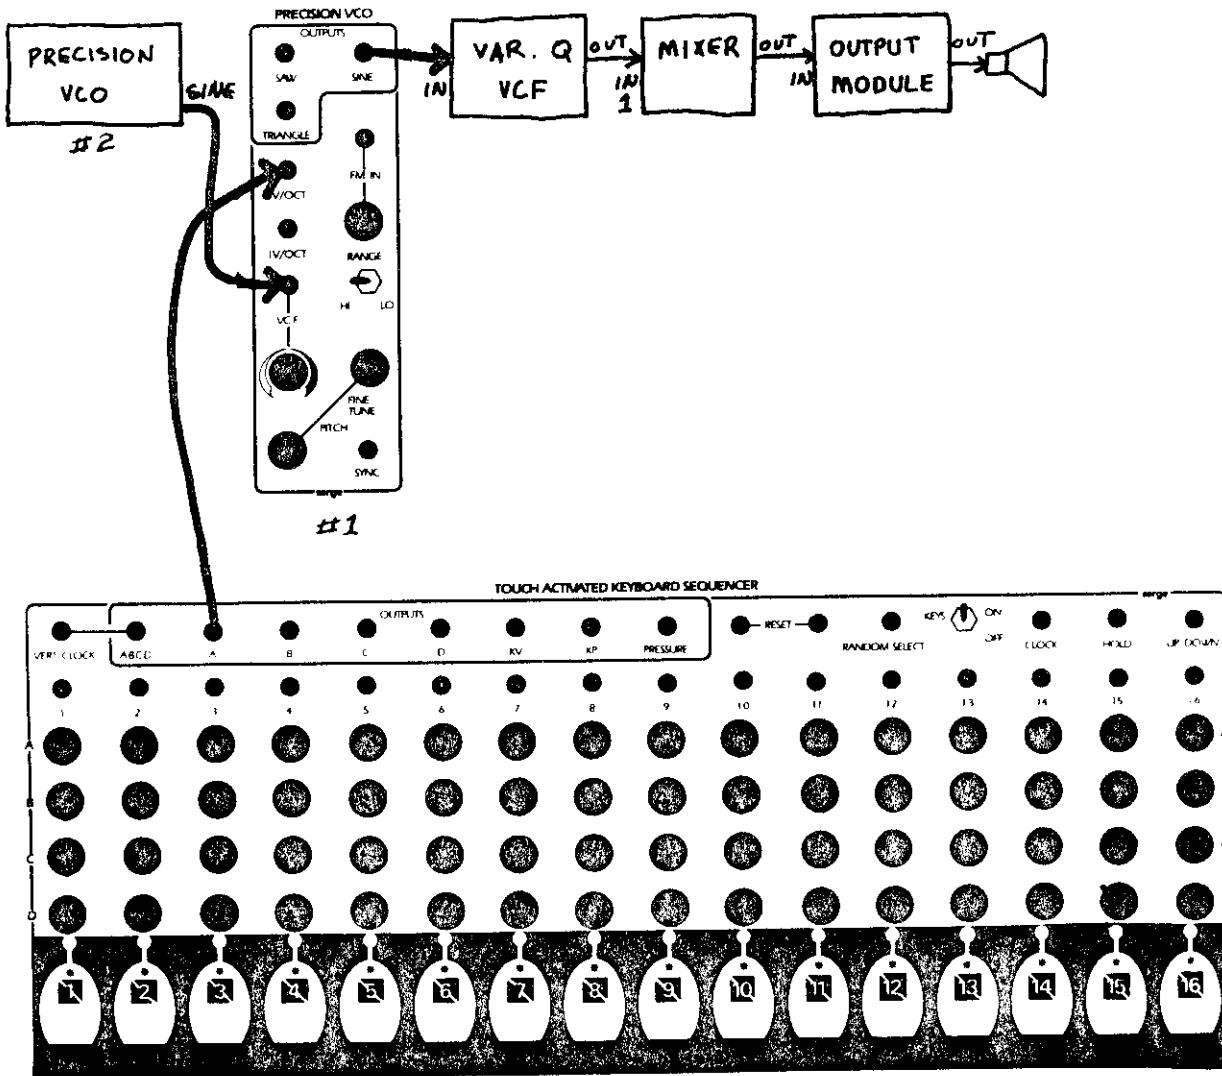 PRECISION VCO
OUTPUTS
SAW
SINE
TRIANGLE
FM IN
V/OCT
1V/OCT
RANGE
HI LO
VCF
FINE
TUNE
PITCH
SYNC
serge
#1
PRECISION
VCO
SINE
#2
VAR. Q
VCF
IN
OUT
IN
1
MIXER
OUT
IN
OUTPUT
MODULE
OUT
TOUCH ACTIVATED KEYBOARD SEQUENCER
serge
OUTPUTS
VERT CLOCK ABCD A B C D KV KP PRESSURE RESET RANDOM SELECT KEYS ON OFF CLOCK HOLD UP DOWN
1 2 3 4 5 6 7 8 9 10 11 12 13 14 15 16
A
B
C
D
1 2 3 4 5 6 7 8 9 10 11 12 13 14 15 16